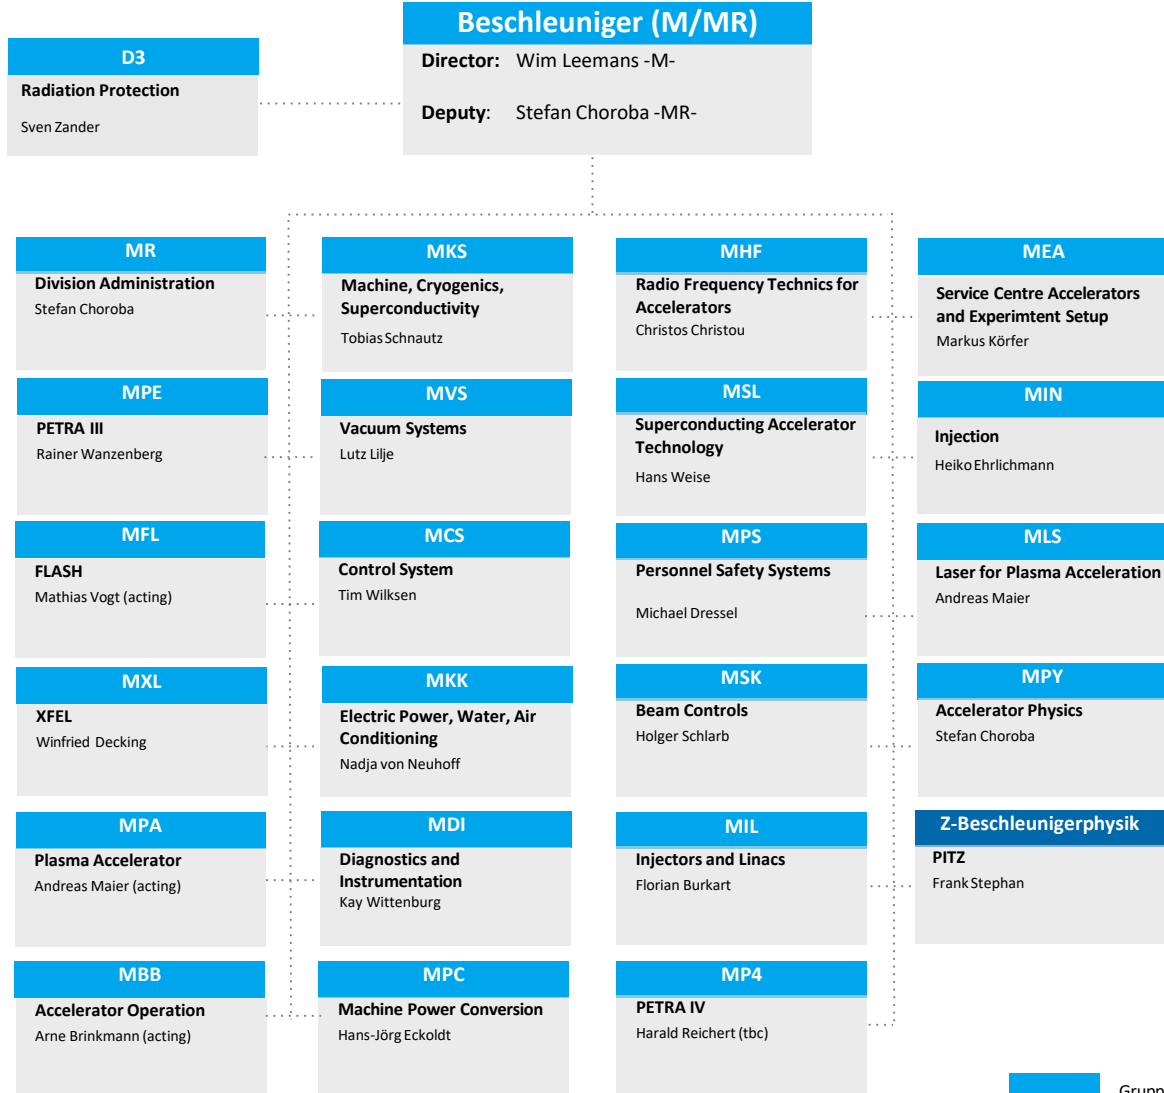 Beschleuniger (M/MR)
Director: Wim Leemans -M-
Deputy: Stefan Choroba -MR-
D3
Radiation Protection
Sven Zander
MR
Division Administration
Stefan Choroba
MKS
Machine, Cryogenics,
Superconductivity
Tobias Schnautz
MHF
Radio Frequency Technics for
Accelerators
Christos Christou
MEA
Service Centre Accelerators
and Experimtent Setup
Markus Körfer
MPE
PETRA III
Rainer Wanzenberg
MVS
Vacuum Systems
Lutz Lilje
MSL
Superconducting Accelerator
Technology
Hans Weise
MIN
Injection
Heiko Ehrlichmann
MFL
FLASH
Mathias Vogt (acting)
MCS
Control System
Tim Wilksen
MPS
Personnel Safety Systems
Michael Dressel
MLS
Laser for Plasma Acceleration
Andreas Maier
MXL
XFEL
Winfried Decking
MKK
Electric Power, Water, Air
Conditioning
Nadja von Neuhoff
MSK
Beam Controls
Holger Schlarb
MPY
Accelerator Physics
Stefan Choroba
MPA
Plasma Accelerator
Andreas Maier (acting)
MDI
Diagnostics and
Instrumentation
Kay Wittenburg
MIL
Injectors and Linacs
Florian Burkart
Z-Beschleunigerphysik
PITZ
Frank Stephan
MBB
Accelerator Operation
Arne Brinkmann (acting)
MPC
Machine Power Conversion
Hans-Jörg Eckoldt
MP4
PETRA IV
Harald Reichert (tbc)